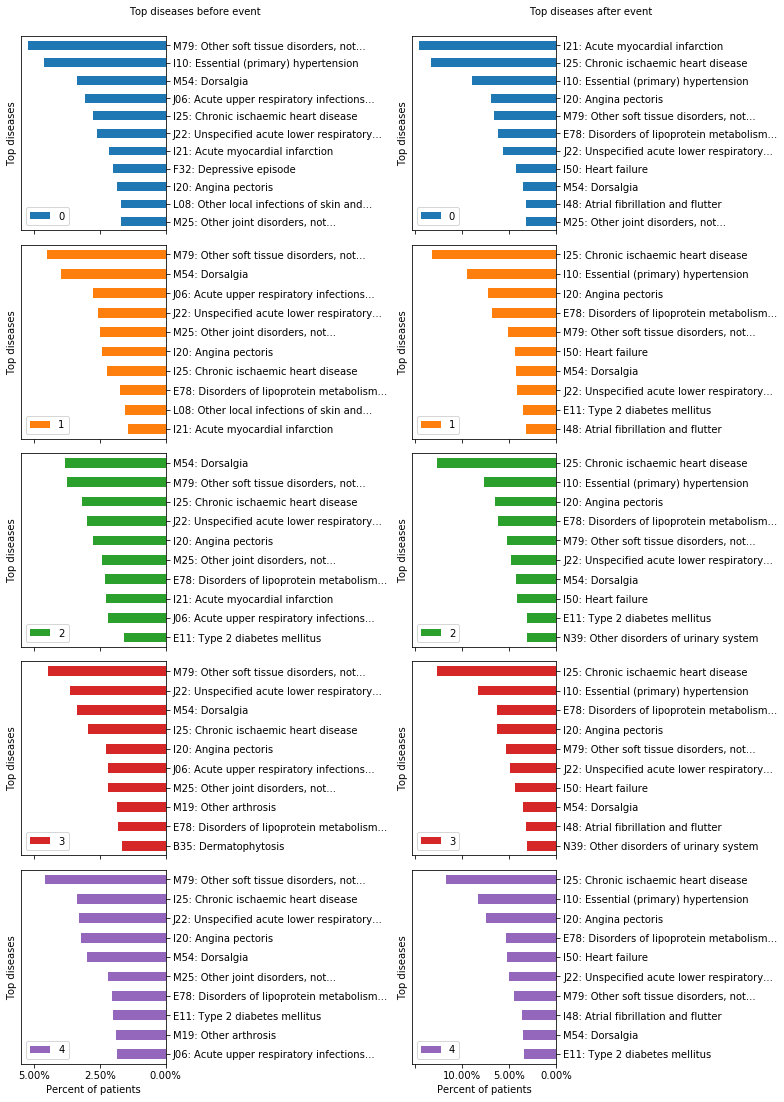 Top diseases before event
Top diseases
M79: Other soft tissue disorders, not...
I10: Essential (primary) hypertension
M54: Dorsalgia
J06: Acute upper respiratory infections...
I25: Chronic ischaemic heart disease
J22: Unspecified acute lower respiratory...
I21: Acute myocardial infarction
F32: Depressive episode
I20: Angina pectoris
L08: Other local infections of skin and...
M25: Other joint disorders, not...
0
Top diseases after event
Top diseases
I21: Acute myocardial infarction
I25: Chronic ischaemic heart disease
I10: Essential (primary) hypertension
I20: Angina pectoris
M79: Other soft tissue disorders, not...
E78: Disorders of lipoprotein metabolism...
J22: Unspecified acute lower respiratory...
I50: Heart failure
M54: Dorsalgia
I48: Atrial fibrillation and flutter
M25: Other joint disorders, not...
0
Top diseases
M79: Other soft tissue disorders, not...
M54: Dorsalgia
J06: Acute upper respiratory infections...
J22: Unspecified acute lower respiratory...
M25: Other joint disorders, not...
I20: Angina pectoris
I25: Chronic ischaemic heart disease
E78: Disorders of lipoprotein metabolism...
L08: Other local infections of skin and...
I21: Acute myocardial infarction
1
Top diseases
I25: Chronic ischaemic heart disease
I10: Essential (primary) hypertension
I20: Angina pectoris
E78: Disorders of lipoprotein metabolism...
M79: Other soft tissue disorders, not...
I50: Heart failure
M54: Dorsalgia
J22: Unspecified acute lower respiratory...
E11: Type 2 diabetes mellitus
I48: Atrial fibrillation and flutter
1
Top diseases
M54: Dorsalgia
M79: Other soft tissue disorders, not...
I25: Chronic ischaemic heart disease
J22: Unspecified acute lower respiratory...
I20: Angina pectoris
M25: Other joint disorders, not...
E78: Disorders of lipoprotein metabolism...
I21: Acute myocardial infarction
J06: Acute upper respiratory infections...
E11: Type 2 diabetes mellitus
2
Top diseases
I25: Chronic ischaemic heart disease
I10: Essential (primary) hypertension
I20: Angina pectoris
E78: Disorders of lipoprotein metabolism...
M79: Other soft tissue disorders, not...
J22: Unspecified acute lower respiratory...
M54: Dorsalgia
I50: Heart failure
E11: Type 2 diabetes mellitus
N39: Other disorders of urinary system
2
Top diseases
M79: Other soft tissue disorders, not...
J22: Unspecified acute lower respiratory...
M54: Dorsalgia
I25: Chronic ischaemic heart disease
I20: Angina pectoris
J06: Acute upper respiratory infections...
M25: Other joint disorders, not...
M19: Other arthrosis
E78: Disorders of lipoprotein metabolism...
B35: Dermatophytosis
3
Top diseases
I25: Chronic ischaemic heart disease
I10: Essential (primary) hypertension
E78: Disorders of lipoprotein metabolism...
I20: Angina pectoris
M79: Other soft tissue disorders, not...
J22: Unspecified acute lower respiratory...
I50: Heart failure
M54: Dorsalgia
I48: Atrial fibrillation and flutter
N39: Other disorders of urinary system
3
Top diseases
M79: Other soft tissue disorders, not...
I25: Chronic ischaemic heart disease
J22: Unspecified acute lower respiratory...
I20: Angina pectoris
M54: Dorsalgia
M25: Other joint disorders, not...
E78: Disorders of lipoprotein metabolism...
E11: Type 2 diabetes mellitus
M19: Other arthrosis
J06: Acute upper respiratory infections...
4
5.00% 2.50% 0.00%
Percent of patients
Top diseases
I25: Chronic ischaemic heart disease
I10: Essential (primary) hypertension
I20: Angina pectoris
E78: Disorders of lipoprotein metabolism...
I50: Heart failure
J22: Unspecified acute lower respiratory...
M79: Other soft tissue disorders, not...
I48: Atrial fibrillation and flutter
M54: Dorsalgia
E11: Type 2 diabetes mellitus
4
10.00% 5.00% 0.00%
Percent of patients